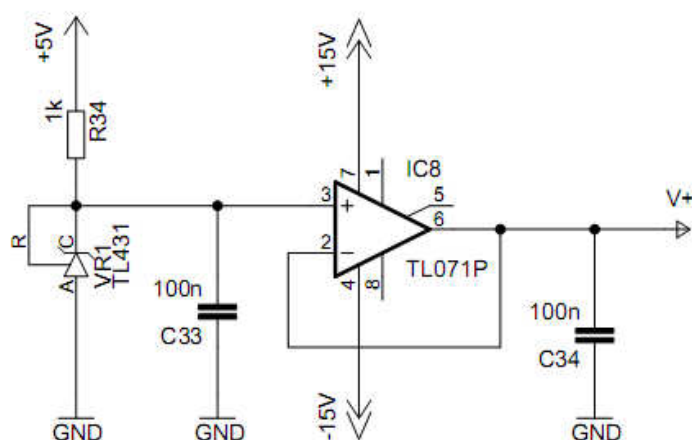 +5V
1k
R34
R
C
A
VR1
TL431
100n
C33
GND
GND
+15V
7
1
IC8
3
+
5
6
2
-
TL071P
4
8
-15V
V+
100n
C34
GND